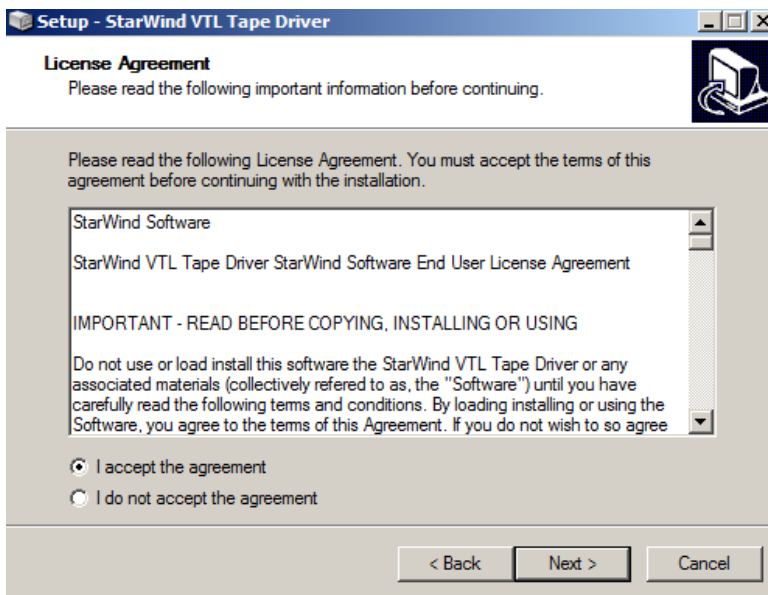 Setup - StarWind VTL Tape Driver
License Agreement
Please read the following important information before continuing.
Please read the following License Agreement. You must accept the terms of this
agreement before continuing with the installation.
StarWind Software
StarWind VTL Tape Driver StarWind Software End User License Agreement
IMPORTANT - READ BEFORE COPYING, INSTALLING OR USING
Do not use or load install this software the StarWind VTL Tape Driver or any
associated materials (collectively refered to as, the "Software") until you have
carefully read the following terms and conditions. By loading installing or using the
Software, you agree to the terms of this Agreement. If you do not wish to so agree
I accept the agreement
I do not accept the agreement
< Back Next > Cancel